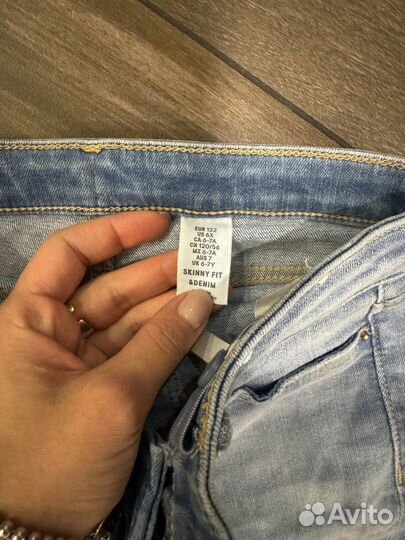 EUR 122
US 6X
CA 6-7A
CN 120/56
MX 6-7A
AUS 7
UK 6-7Y
SKINNY FIT
&DENIM
Avito